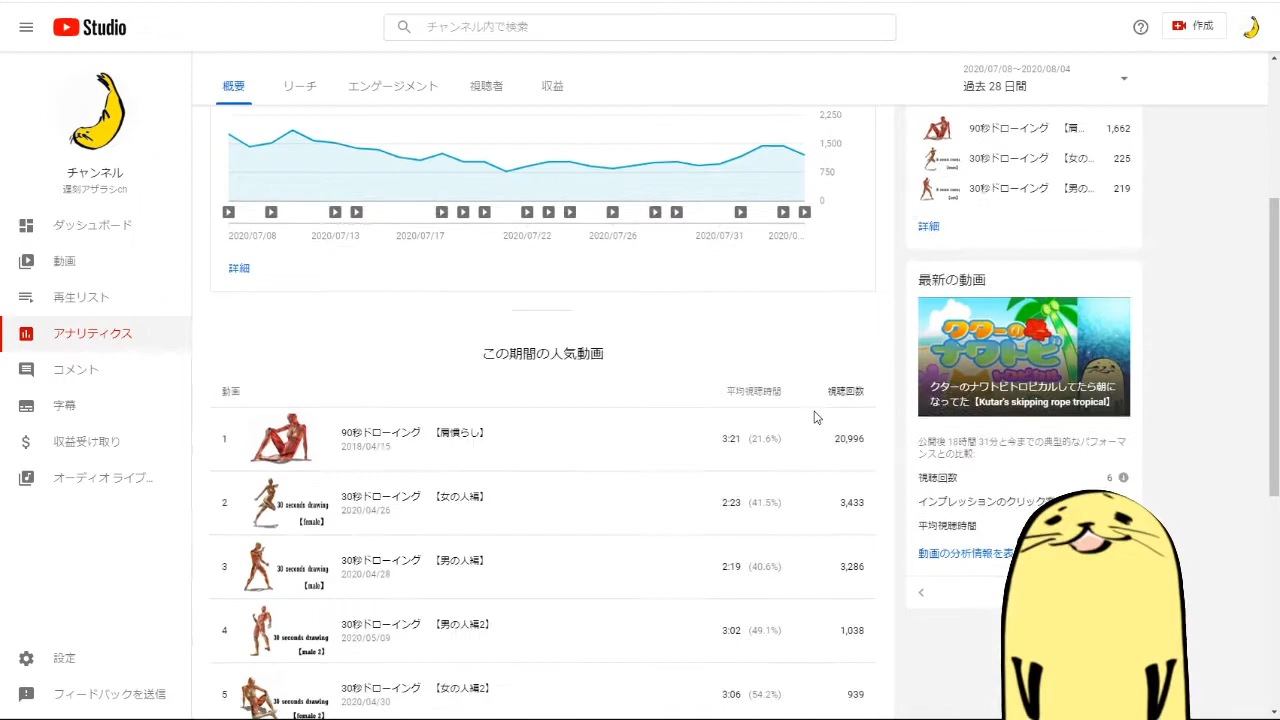 Studio
チャンネル内で検索
作成
チャンネル
遅刻アザラシch
ダッシュボード
動画
再生リスト
アナリティクス
コメント
字幕
収益受け取り
オーディオ ライブ...
設定
フィードバックを送信
概要 リーチ エンゲージメント 視聴者 収益
2020/07/08～2020/08/04
過去 28 日間
2,250
1,500
750
0
2020/07/08 2020/07/13 2020/07/17 2020/07/22 2020/07/26 2020/07/31 2020/0...
詳細
この期間の人気動画
動画 平均視聴時間 視聴回数
1 90秒ドローイング 【肩慣らし】 3:21 (21.6%) 20,996
2018/04/15
2 30秒ドローイング 【女の人編】 2:23 (41.5%) 3,433
2020/04/26
30 seconds drawing
【female】
3 30秒ドローイング 【男の人編】 2:19 (40.6%) 3,286
2020/04/28
30 seconds drawing
【male】
4 30秒ドローイング 【男の人編2】 3:02 (49.1%) 1,038
2020/05/09
30 seconds drawing
【male 2】
5 30秒ドローイング 【女の人編2】 3:06 (54.2%) 939
2020/04/30
30 seconds drawing
【female 2】
90秒ドローイング 【肩... 1,662
30秒ドローイング 【女の... 225
30秒ドローイング 【男の... 219
詳細
最新の動画
クターの
ナワトビ
トロピカル
クターのナワトビトロピカルしてたら朝に
なってた【Kutar's skipping rope tropical】
公開後 18時間 31分と今までの典型的なパフォーマ
ンスとの比較:
視聴回数 6
インプレッションのクリック
平均視聴時間
動画の分析情報を表